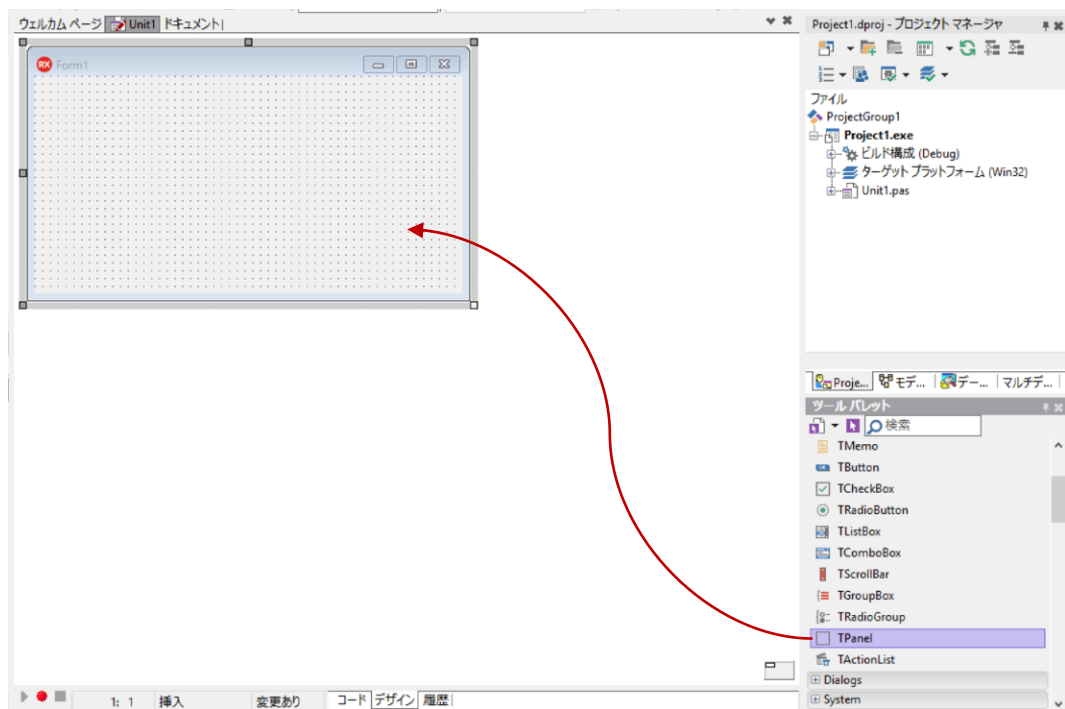 ウェルカム ページ Unit1 ドキュメント
Form1
Project1.dproj - プロジェクト マネージャ
ファイル
ProjectGroup1
Project1.exe
ビルド構成 (Debug)
ターゲット プラットフォーム (Win32)
Unit1.pas
Proje... モデ... データ... マルチデ...
ツール パレット
検索
TMemo
TButton
TCheckBox
TRadioButton
TListBox
TComboBox
TScrollBar
TGroupBox
TRadioGroup
TPanel
TActionList
Dialogs
System
1: 1 挿入 変更あり コード デザイン 履歴